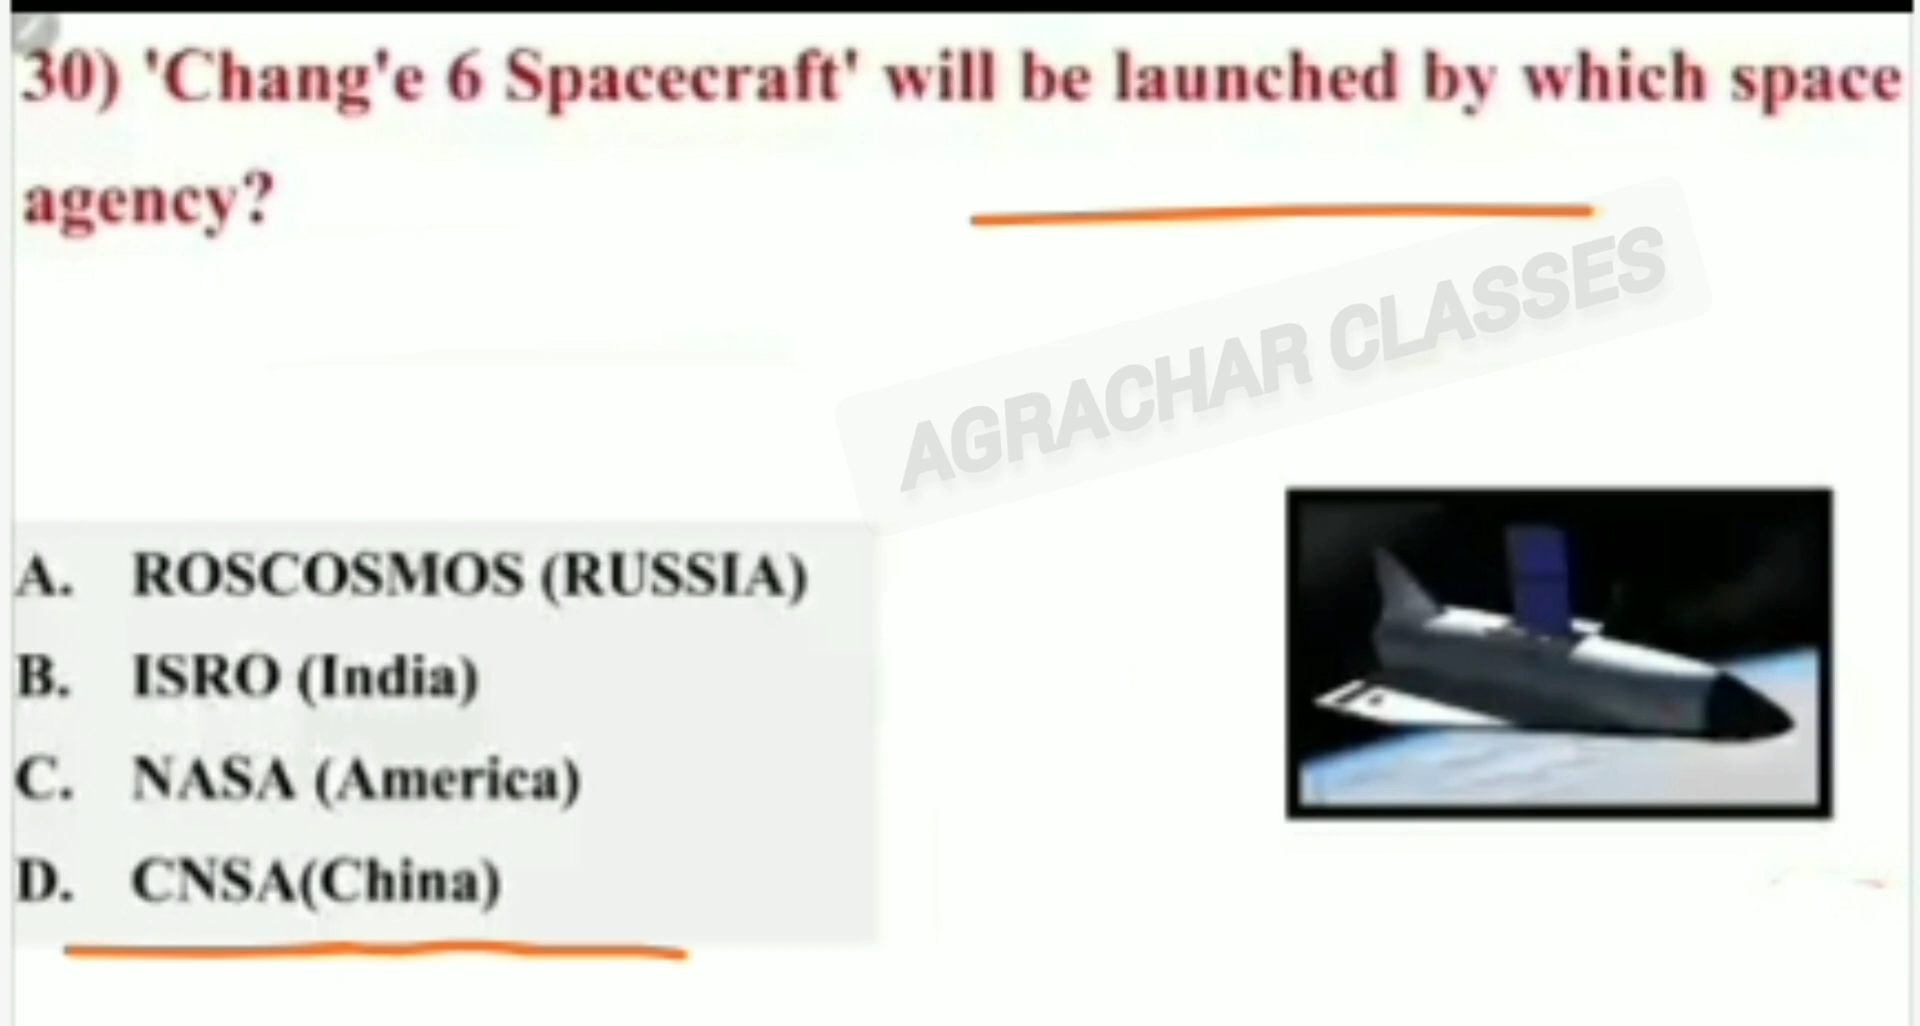 30) 'Chang'e 6 Spacecraft' will be launched by which space
agency?
AGRACHAR CLASSES
A. ROSCOSMOS (RUSSIA)
B. ISRO (India)
C. NASA (America)
D. CNSA(China)